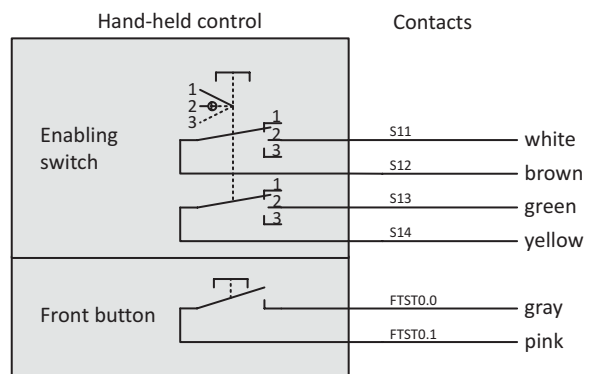 Hand-held control
Contacts
1
2
3
Enabling
switch
1
2
3
S11
white
S12
brown
1
2
3
S13
green
S14
yellow
Front button
FTST0.0
gray
FTST0.1
pink